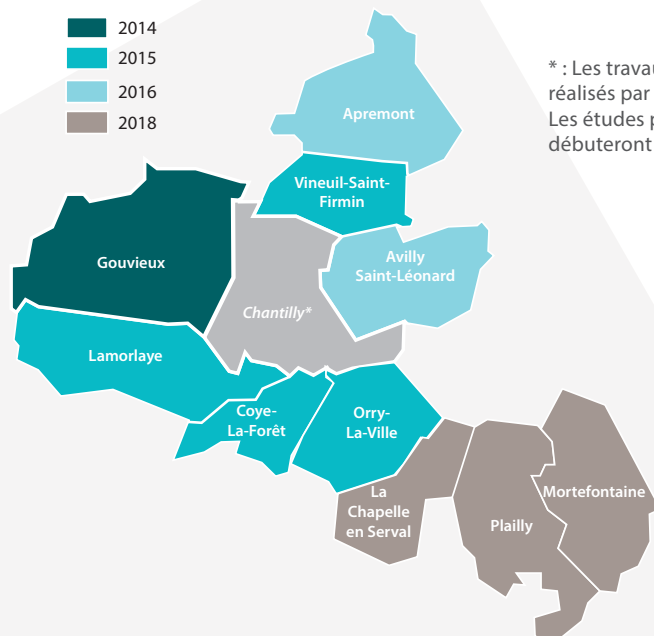 2014
2015
2016
2018
* : Les travau
réalisés par
Les études p
débuteront
Apremont
Vineuil-Saint-
Firmin
Gouvieux
Avilly
Saint-Léonard
Chantilly*
Lamorlaye
Coye-
La-Forêt
Orry-
La-Ville
La
Chapelle
en Serval
Plailly
Mortefontaine